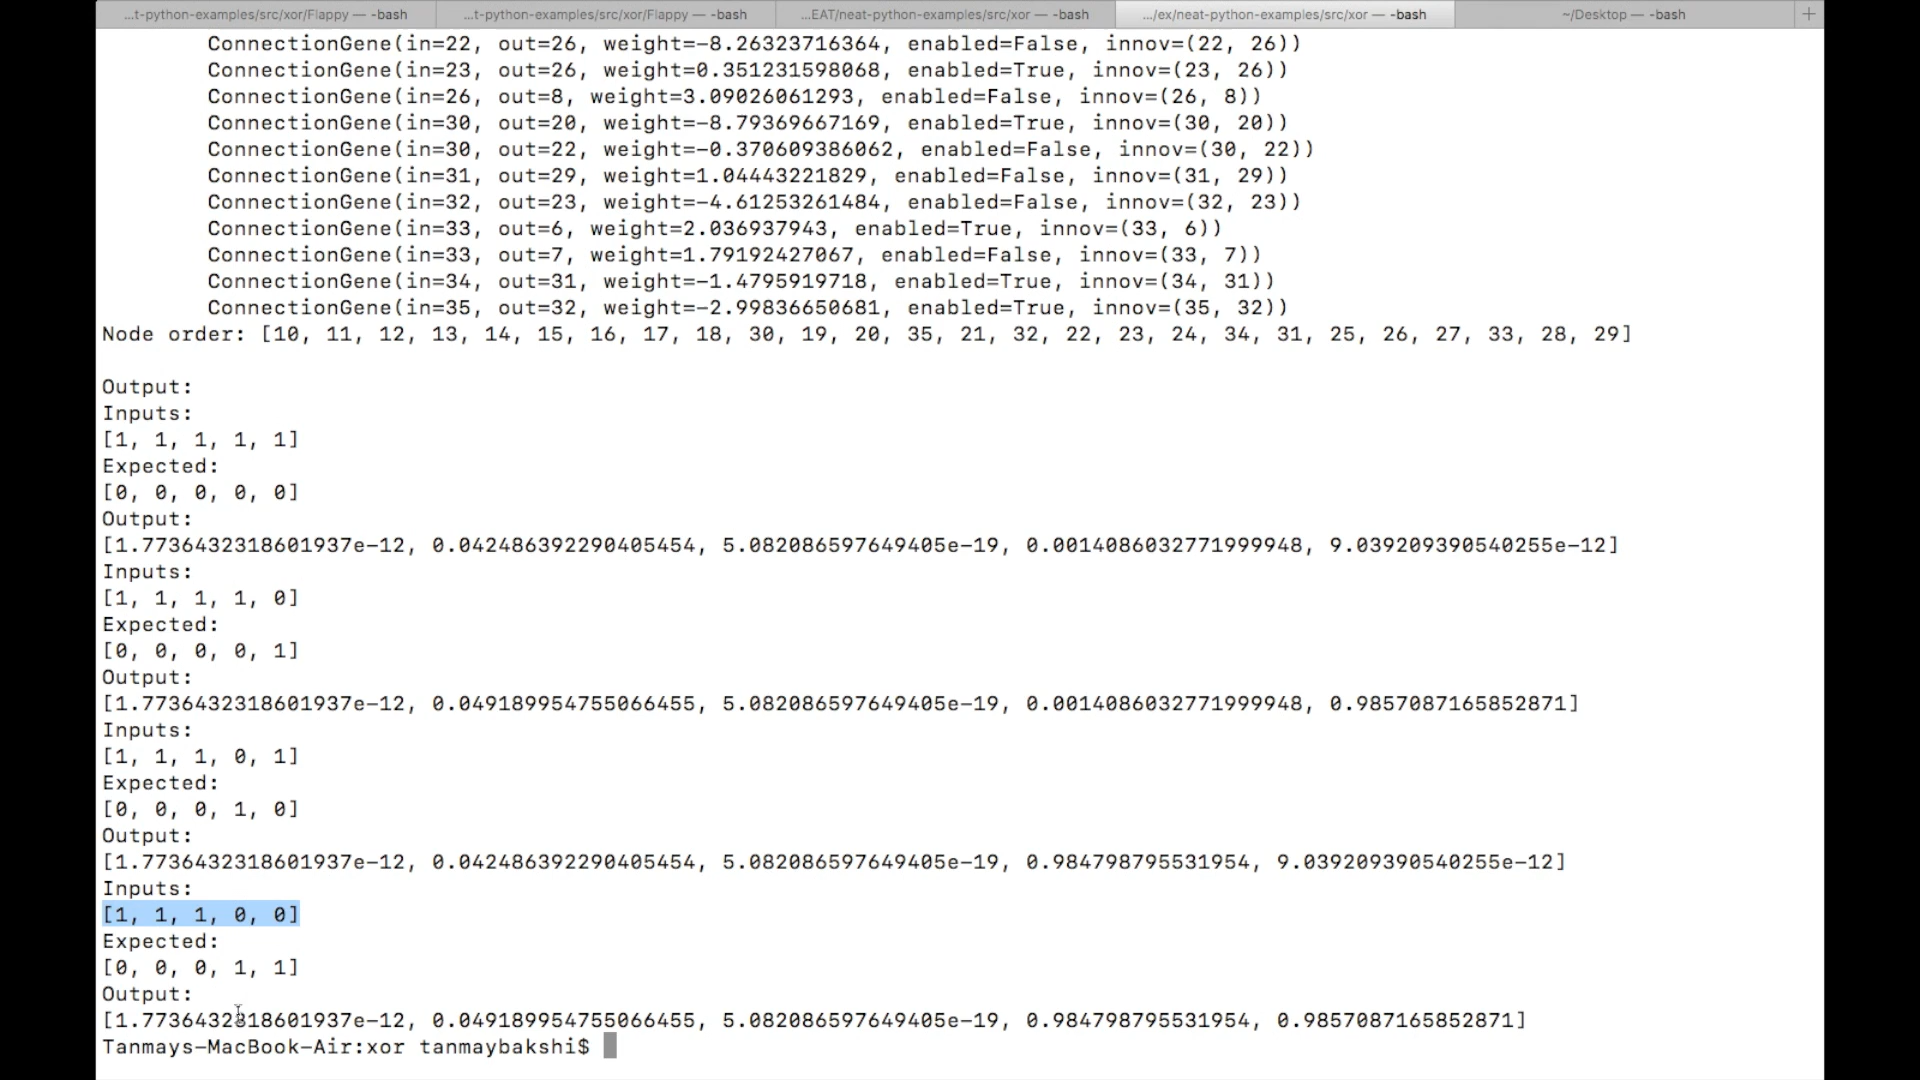 ...t-python-examples/src/xor/Flappy — -bash
...t-python-examples/src/xor/Flappy — -bash
...EAT/neat-python-examples/src/xor — -bash
.../ex/neat-python-examples/src/xor — -bash
~/Desktop — -bash
+
ConnectionGene(in=22, out=26, weight=-8.26323716364, enabled=False, innov=(22, 26))
ConnectionGene(in=23, out=26, weight=0.351231598068, enabled=True, innov=(23, 26))
ConnectionGene(in=26, out=8, weight=3.09026061293, enabled=False, innov=(26, 8))
ConnectionGene(in=30, out=20, weight=-8.79369667169, enabled=True, innov=(30, 20))
ConnectionGene(in=30, out=22, weight=-0.370609386062, enabled=False, innov=(30, 22))
ConnectionGene(in=31, out=29, weight=1.04443221829, enabled=False, innov=(31, 29))
ConnectionGene(in=32, out=23, weight=-4.61253261484, enabled=False, innov=(32, 23))
ConnectionGene(in=33, out=6, weight=2.036937943, enabled=True, innov=(33, 6))
ConnectionGene(in=33, out=7, weight=1.79192427067, enabled=False, innov=(33, 7))
ConnectionGene(in=34, out=31, weight=-1.4795919718, enabled=True, innov=(34, 31))
ConnectionGene(in=35, out=32, weight=-2.99836650681, enabled=True, innov=(35, 32))
Node order: [10, 11, 12, 13, 14, 15, 16, 17, 18, 30, 19, 20, 35, 21, 32, 22, 23, 24, 34, 31, 25, 26, 27, 33, 28, 29]
Output:
Inputs:
[1, 1, 1, 1, 1]
Expected:
[0, 0, 0, 0, 0]
Output:
[1.7736432318601937e-12, 0.042486392290405454, 5.082086597649405e-19, 0.0014086032771999948, 9.039209390540255e-12]
Inputs:
[1, 1, 1, 1, 0]
Expected:
[0, 0, 0, 0, 1]
Output:
[1.7736432318601937e-12, 0.049189954755066455, 5.082086597649405e-19, 0.0014086032771999948, 0.9857087165852871]
Inputs:
[1, 1, 1, 0, 1]
Expected:
[0, 0, 0, 1, 0]
Output:
[1.7736432318601937e-12, 0.042486392290405454, 5.082086597649405e-19, 0.984798795531954, 9.039209390540255e-12]
Inputs:
[1, 1, 1, 0, 0]
Expected:
[0, 0, 0, 1, 1]
Output:
[1.7736432318601937e-12, 0.049189954755066455, 5.082086597649405e-19, 0.984798795531954, 0.9857087165852871]
Tanmays-MacBook-Air:xor tanmaybakshi$